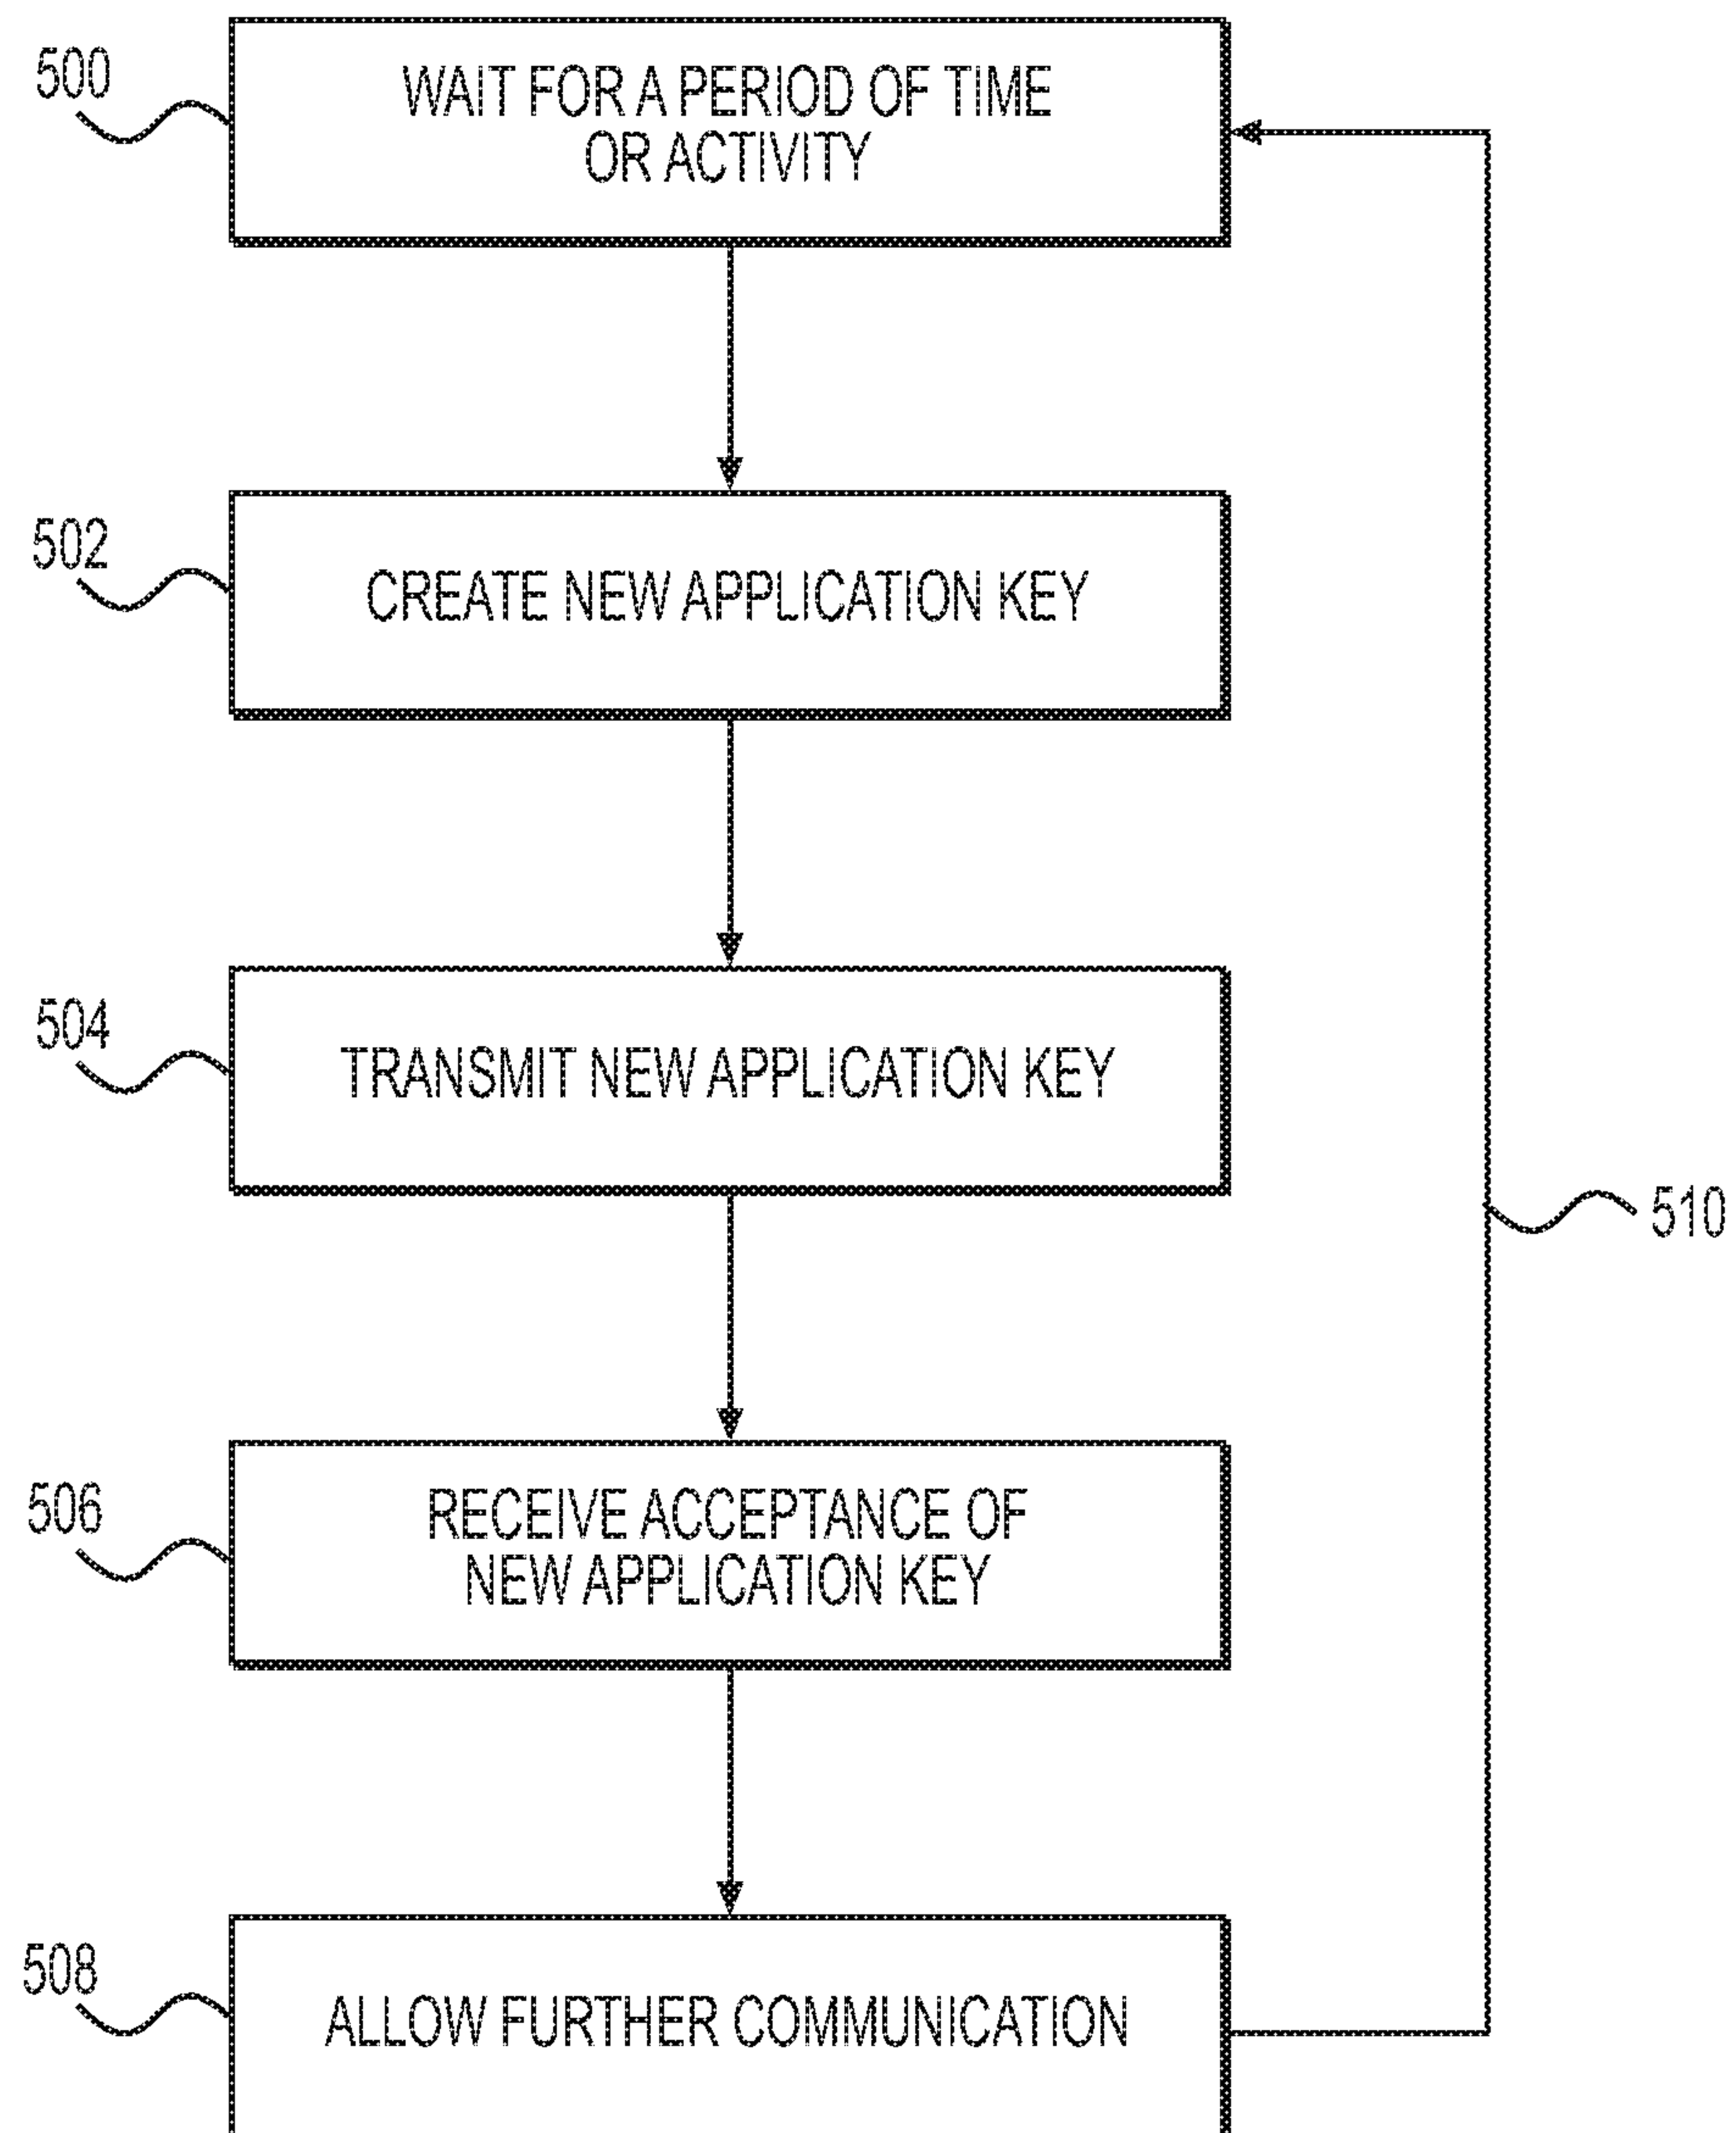 500
WAIT FOR A PERIOD OF TIME
OR ACTIVITY
502
CREATE NEW APPLICATION KEY
504
TRANSMIT NEW APPLICATION KEY
510
506
RECEIVE ACCEPTANCE OF
NEW APPLICATION KEY
508
ALLOW FURTHER COMMUNICATION